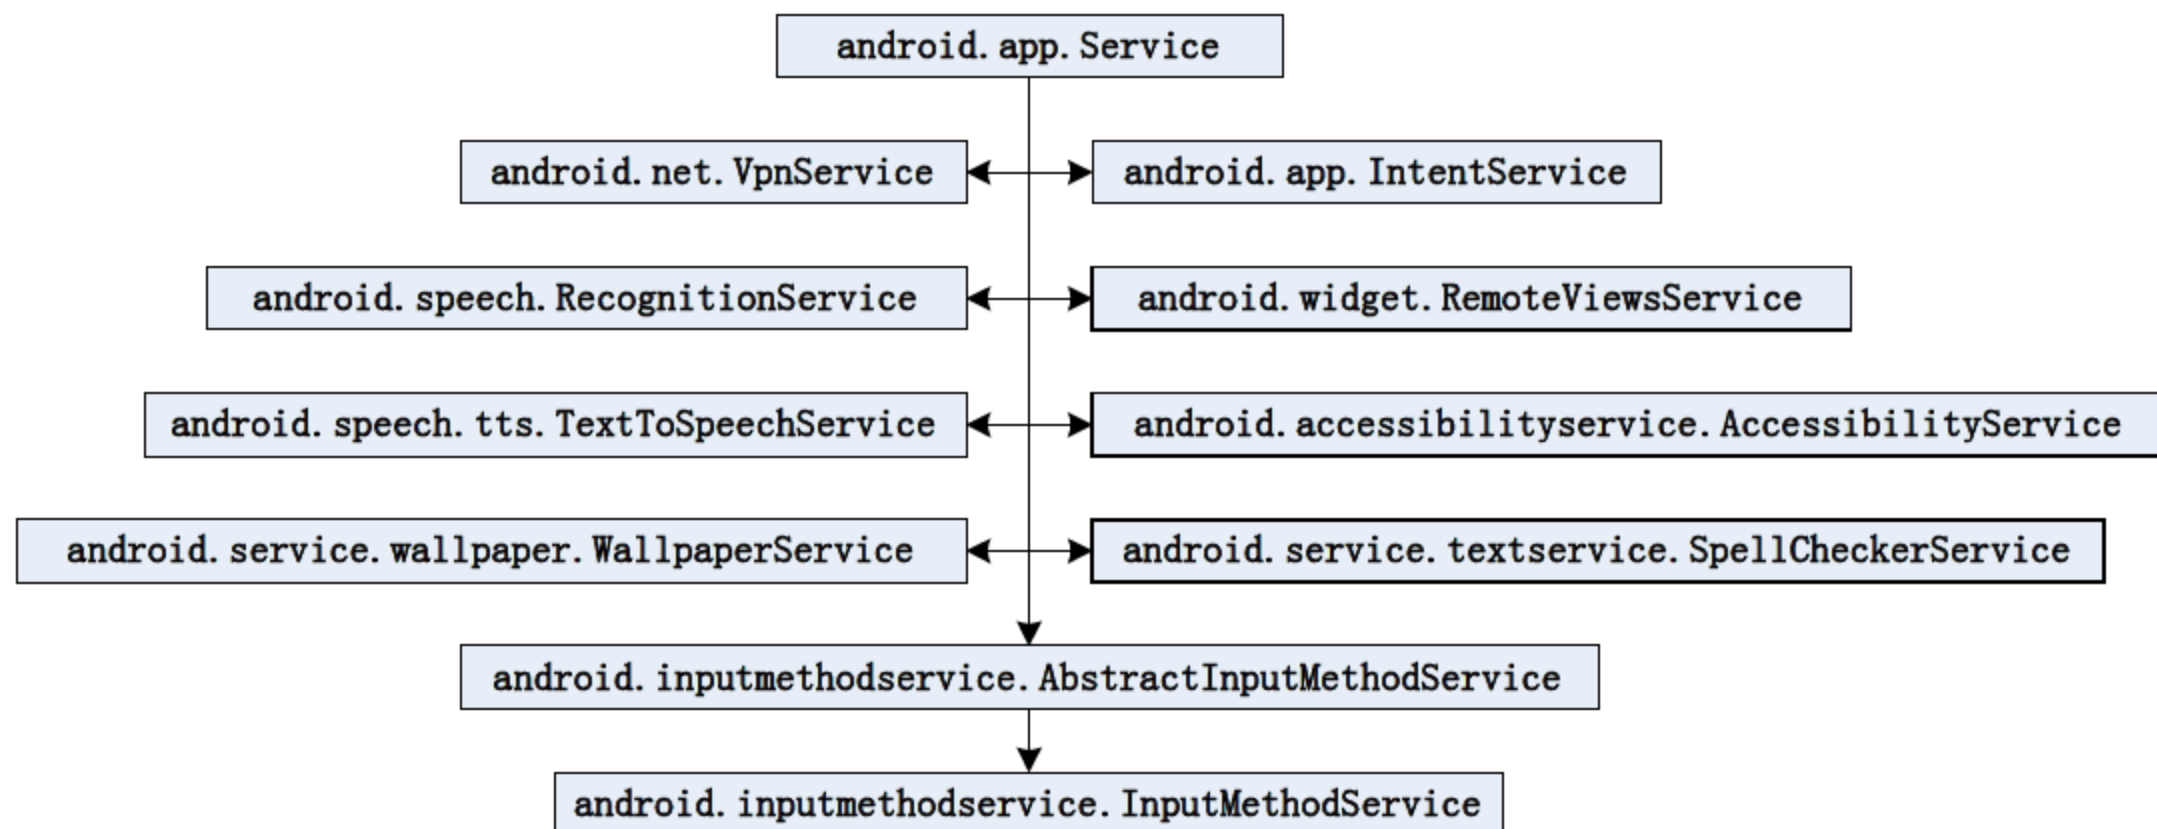 android.app.Service
android.net.VpnService
android.app.IntentService
android.speech.RecognitionService
android.widget.RemoteViewsService
android.speech.tts.TextToSpeechService
android.accessibilityservice.AccessibilityService
android.service.wallpaper.WallpaperService
android.service.textservice.SpellCheckerService
android.inputmethodservice.AbstractInputMethodService
android.inputmethodservice.InputMethodService